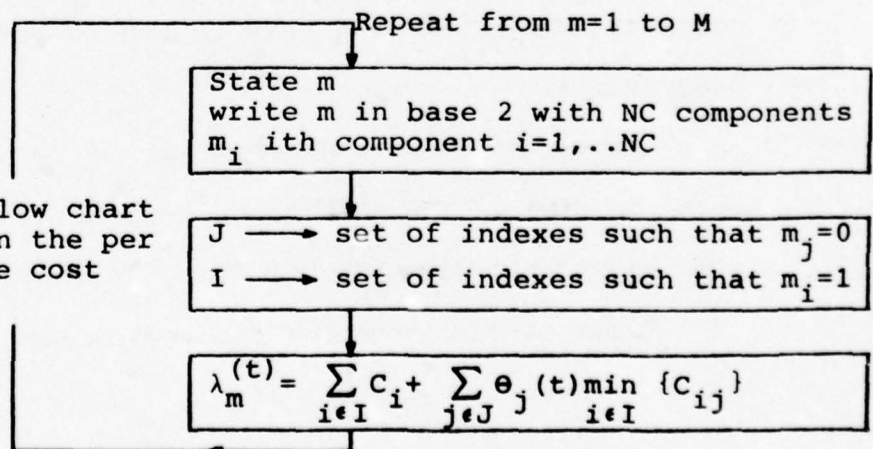 Repeat from m=1 to M
State m
write m in base 2 with NC components
m_i ith component i=1,..NC
low chart
n the per
e cost
J ⟶ set of indexes such that m_j=0
I ⟶ set of indexes such that m_i=1
λ_m^(t) = ∑_{i∈I} C_i + ∑_{j∈J} Θ_j(t) min_{i∈I} {C_ij}